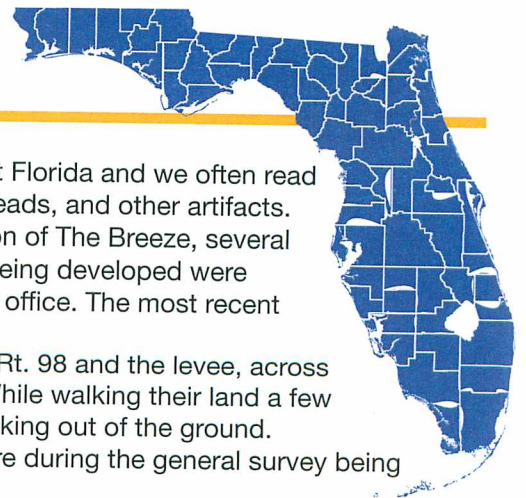 t Florida and we often read
eads, and other artifacts.
on of The Breeze, several
eing developed were
office. The most recent
Rt. 98 and the levee, across
While walking their land a few
king out of the ground.
re during the general survey being